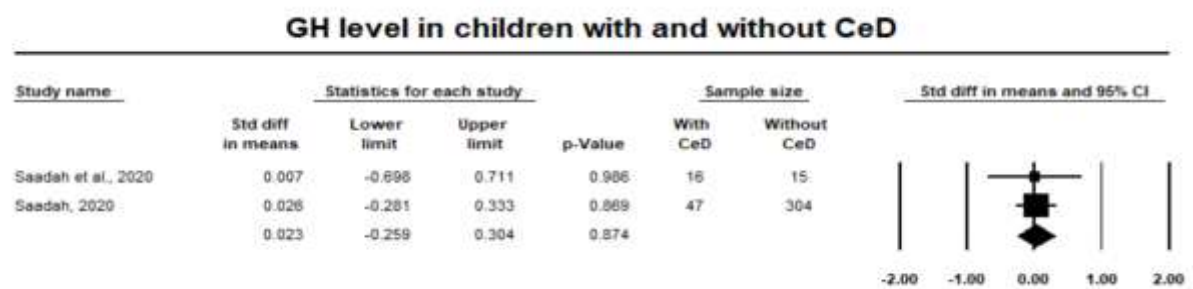 GH level in children with and without CeD
Study name Statistics for each study Sample size Std diff in means and 95% CI
Std diff in means Lower limit Upper limit p-Value With CeD Without CeD
Saadah et al., 2020 0.007 -0.698 0.711 0.986 16 15
Saadah, 2020 0.026 -0.281 0.333 0.869 47 304
0.023 -0.259 0.304 0.874
-2.00 -1.00 0.00 1.00 2.00